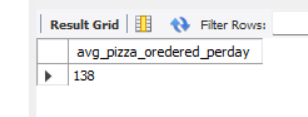 Result Grid Filter Rows:
avg_pizza_oredered_perday
138